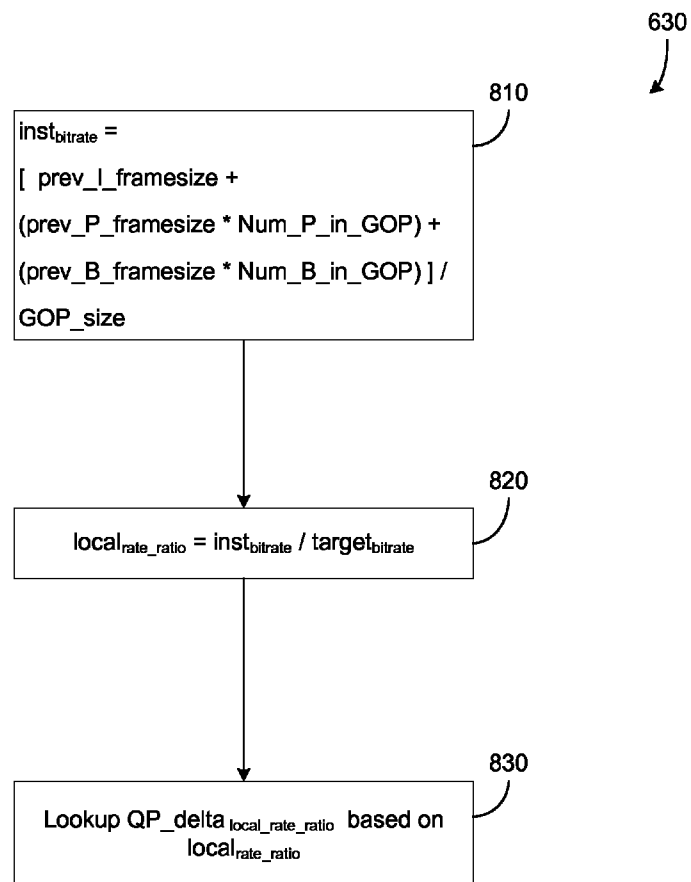 630
810
inst_bitrate =
[ prev_I_framesize +
(prev_P_framesize * Num_P_in_GOP) +
(prev_B_framesize * Num_B_in_GOP) ] /
GOP_size
820
local_rate_ratio = inst_bitrate / target_bitrate
830
Lookup QP_delta local_rate_ratio based on
local_rate_ratio